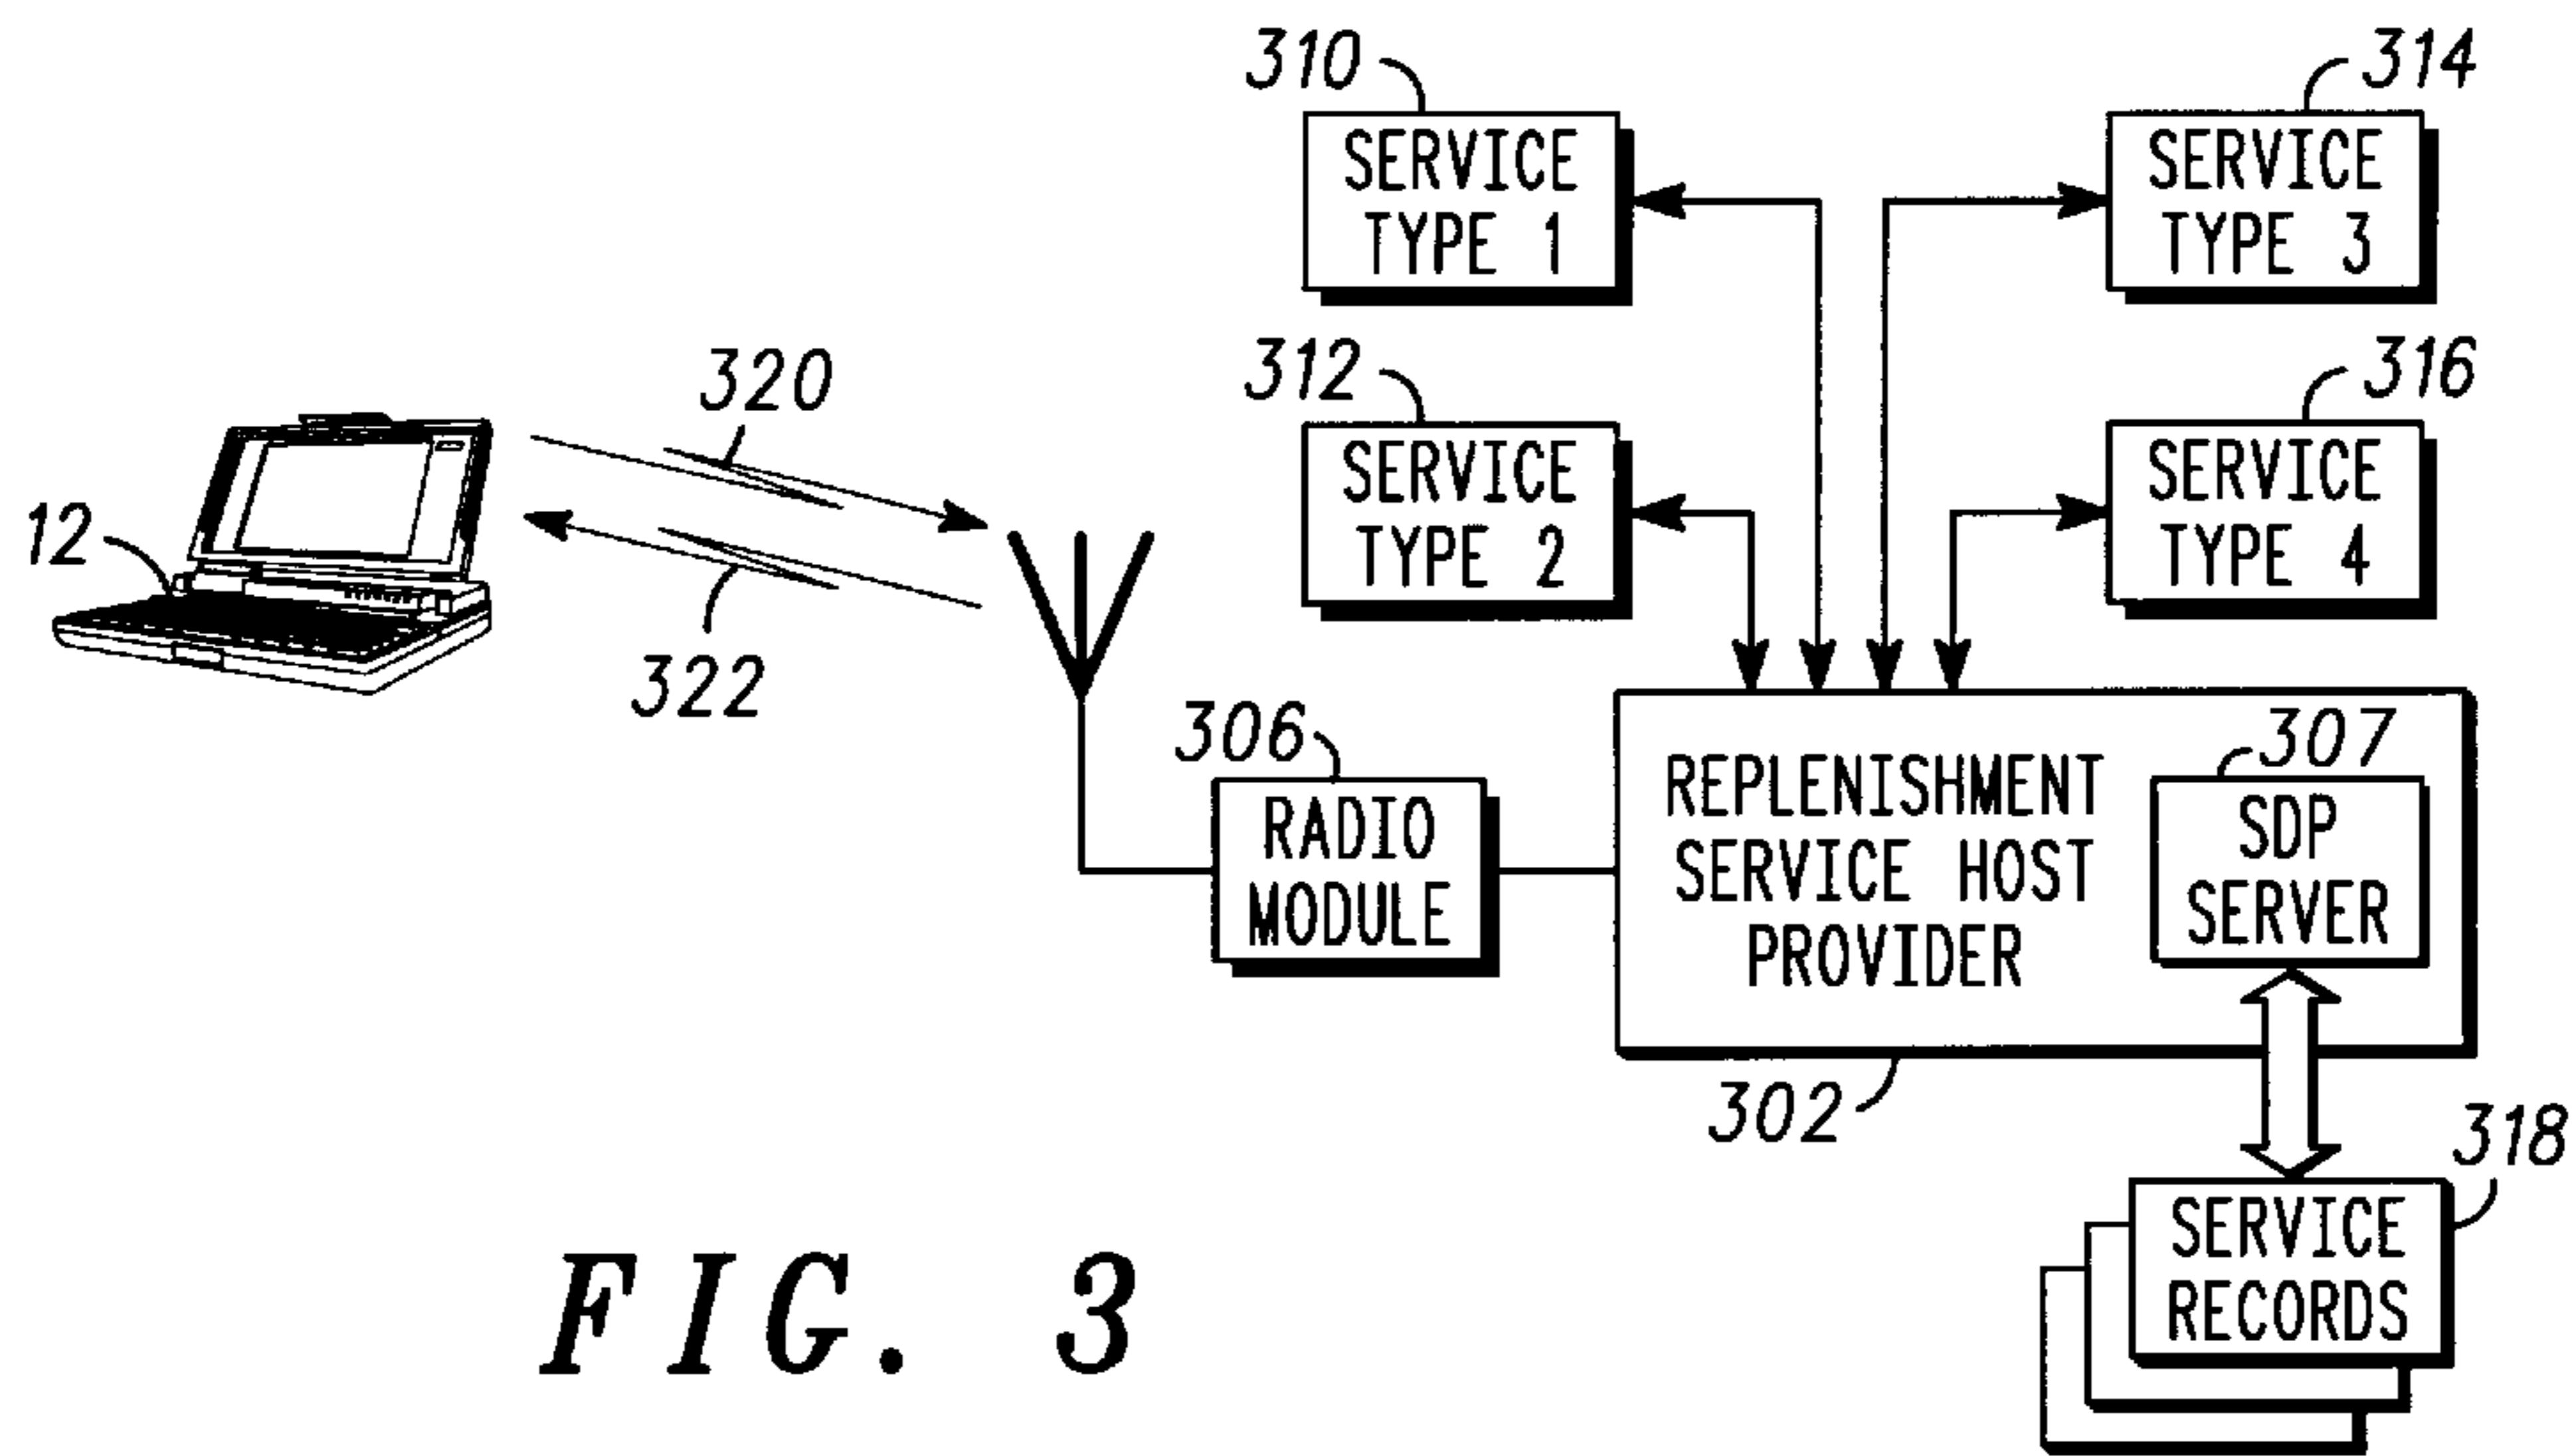 310
SERVICE
TYPE 1
314
SERVICE
TYPE 3
312
SERVICE
TYPE 2
316
SERVICE
TYPE 4
320
12
322
306
RADIO
MODULE
REPLENISHMENT
SERVICE HOST
PROVIDER
307
SDP
SERVER
302
318
SERVICE
RECORDS
FIG. 3